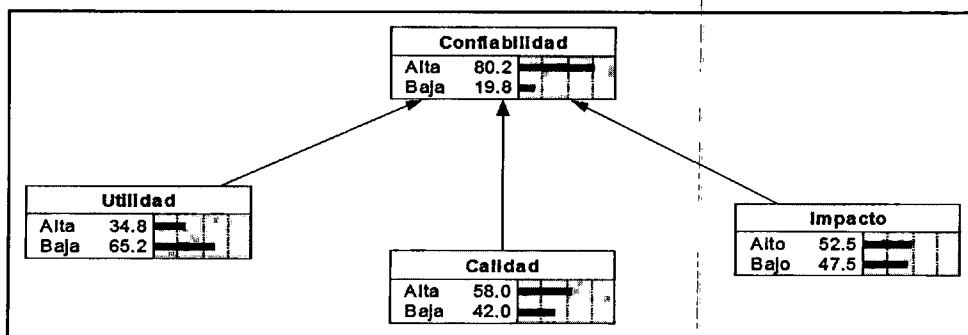 Confiabilidad
Alta 80.2
Baja 19.8
Utilidad
Alta 34.8
Baja 65.2
Calidad
Alta 58.0
Baja 42.0
Impacto
Alto 52.5
Bajo 47.5